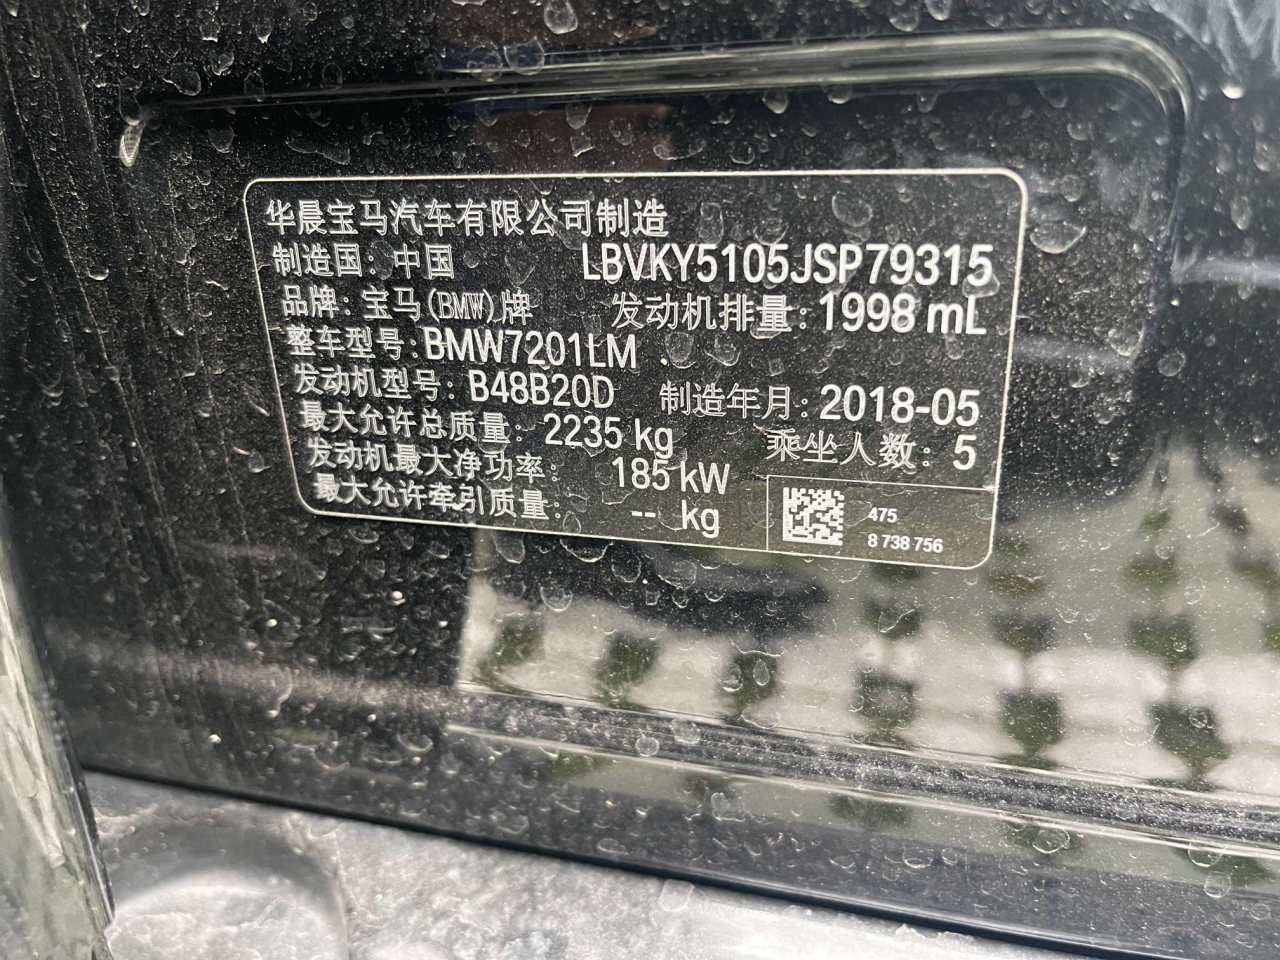 华晨宝马汽车有限公司制造
制造国：中国 LBVKY5105JSP79315
品牌：宝马(BMW)牌 发动机排量：1998 mL
整车型号：BMW7201LM
发动机型号：B48B20D 制造年月：2018-05
最大允许总质量：2235 kg 乘坐人数：5
发动机最大净功率：185 kW
最大允许牵引质量：-- kg
475
8 738 756